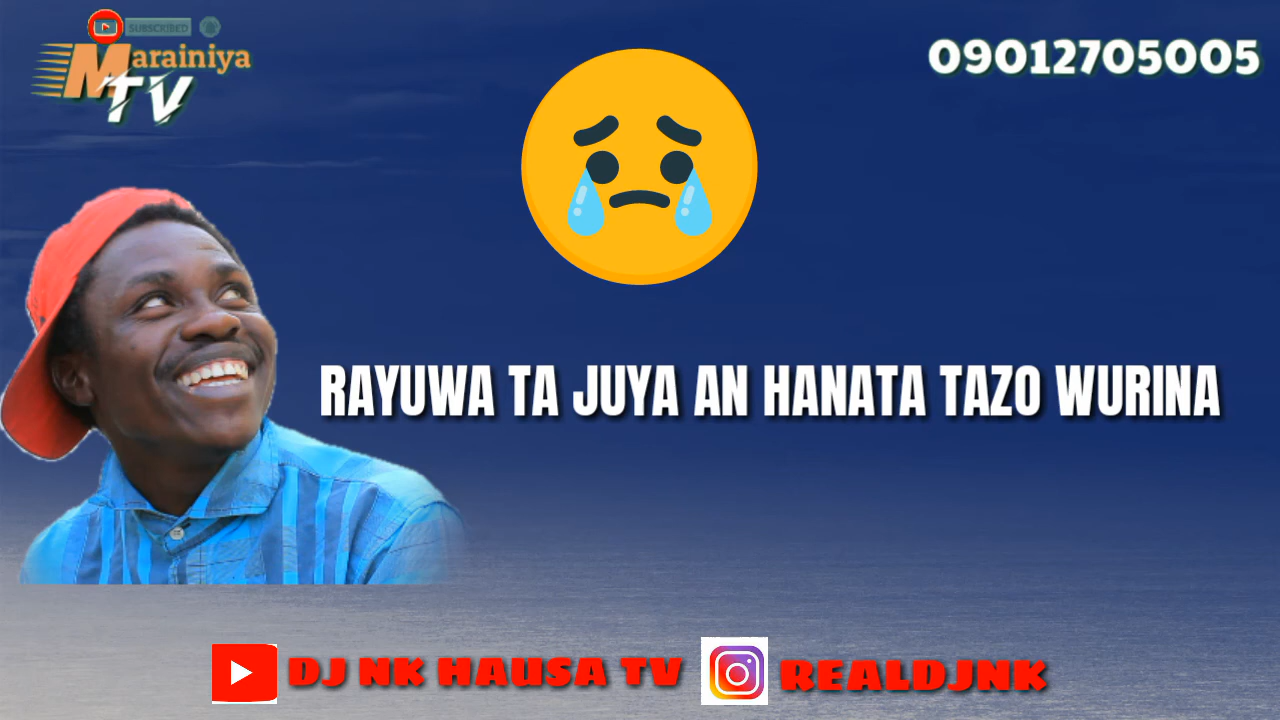 SUBSCRIBED
Marainiya
TV
09012705005
RAYUWA TA JUYA AN HANATA TAZO WURINA
DJ NK HAUSA TV
REALDJNK